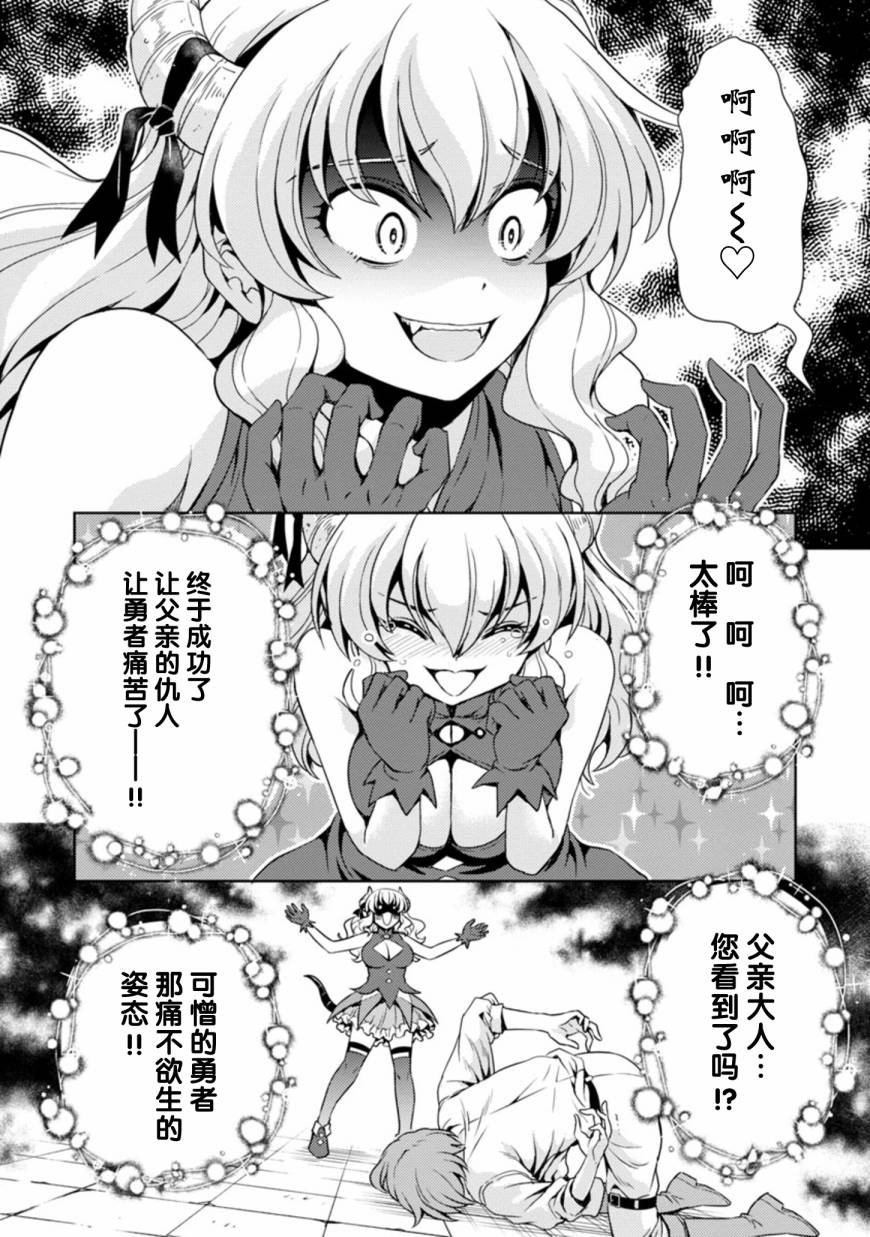 啊啊啊~♡
呵呵呵…
太棒了!!
终于成功了
让父亲的仇人
让勇者痛苦了——!!
父亲大人…
您看到了吗!?
可憎的勇者
那痛不欲生的
姿态!!